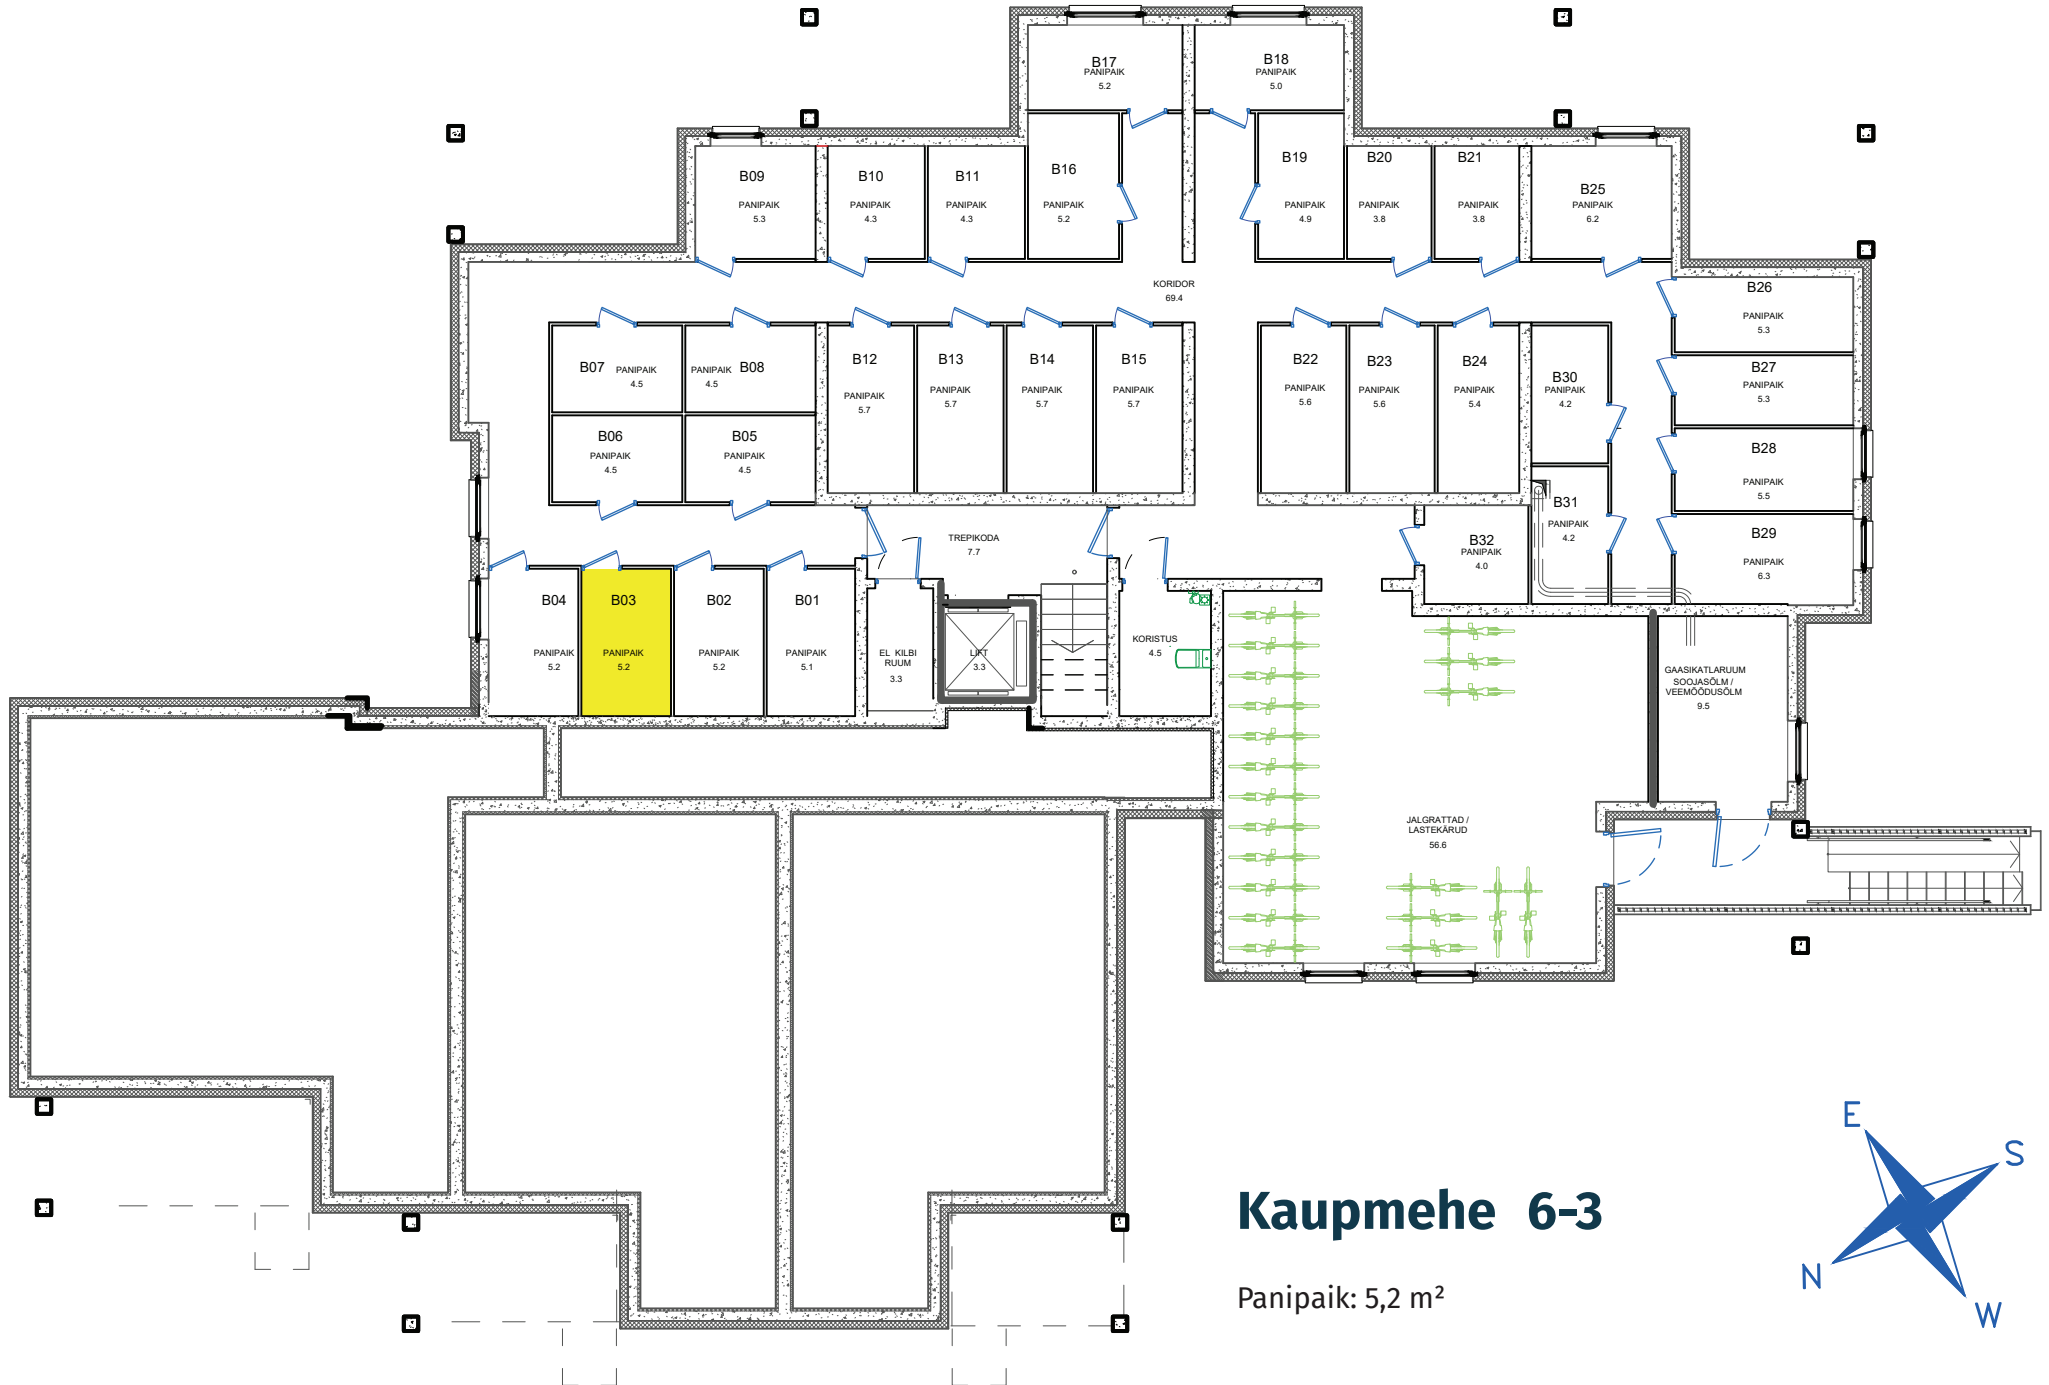 B17
PANIPAIK
5.2
B18
PANIPAIK
5.0
B09
PANIPAIK
5.3
B10
PANIPAIK
4.3
B11
PANIPAIK
4.3
B16
PANIPAIK
5.2
B19
PANIPAIK
4.9
B20
PANIPAIK
3.8
B21
PANIPAIK
3.8
B25
PANIPAIK
6.2
KORIDOR
69.4
B26
PANIPAIK
5.3
B07
PANIPAIK
4.5
PANIPAIK
4.5
B08
B12
PANIPAIK
5.7
B13
PANIPAIK
5.7
B14
PANIPAIK
5.7
B15
PANIPAIK
5.7
B22
PANIPAIK
5.6
B23
PANIPAIK
5.6
B24
PANIPAIK
5.4
B30
PANIPAIK
4.2
B27
PANIPAIK
5.3
B06
PANIPAIK
4.5
B05
PANIPAIK
4.5
B28
PANIPAIK
5.5
B31
PANIPAIK
4.2
B32
PANIPAIK
4.0
B29
PANIPAIK
6.3
TREPIKODA
7.7
B04
PANIPAIK
5.2
B03
PANIPAIK
5.2
B02
PANIPAIK
5.2
B01
PANIPAIK
5.1
EL KILBI
RUUM
3.3
LIFT
3.3
KORISTUS
4.5
GAASIKATLARUUM
SOOJASÕLM /
VEEMÕÕDUSÕLM
9.5
JALGRATTAD /
LASTEKÄRUD
56.6
Kaupmehe 6-3
Panipaik: 5,2 m²
E
S
N
W